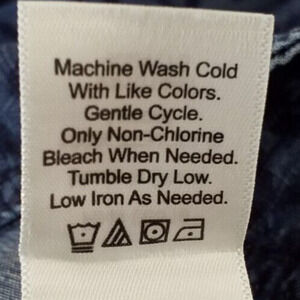 Machine Wash Cold
With Like Colors.
Gentle Cycle.
Only Non-Chlorine
Bleach When Needed.
Tumble Dry Low.
Low Iron As Needed.